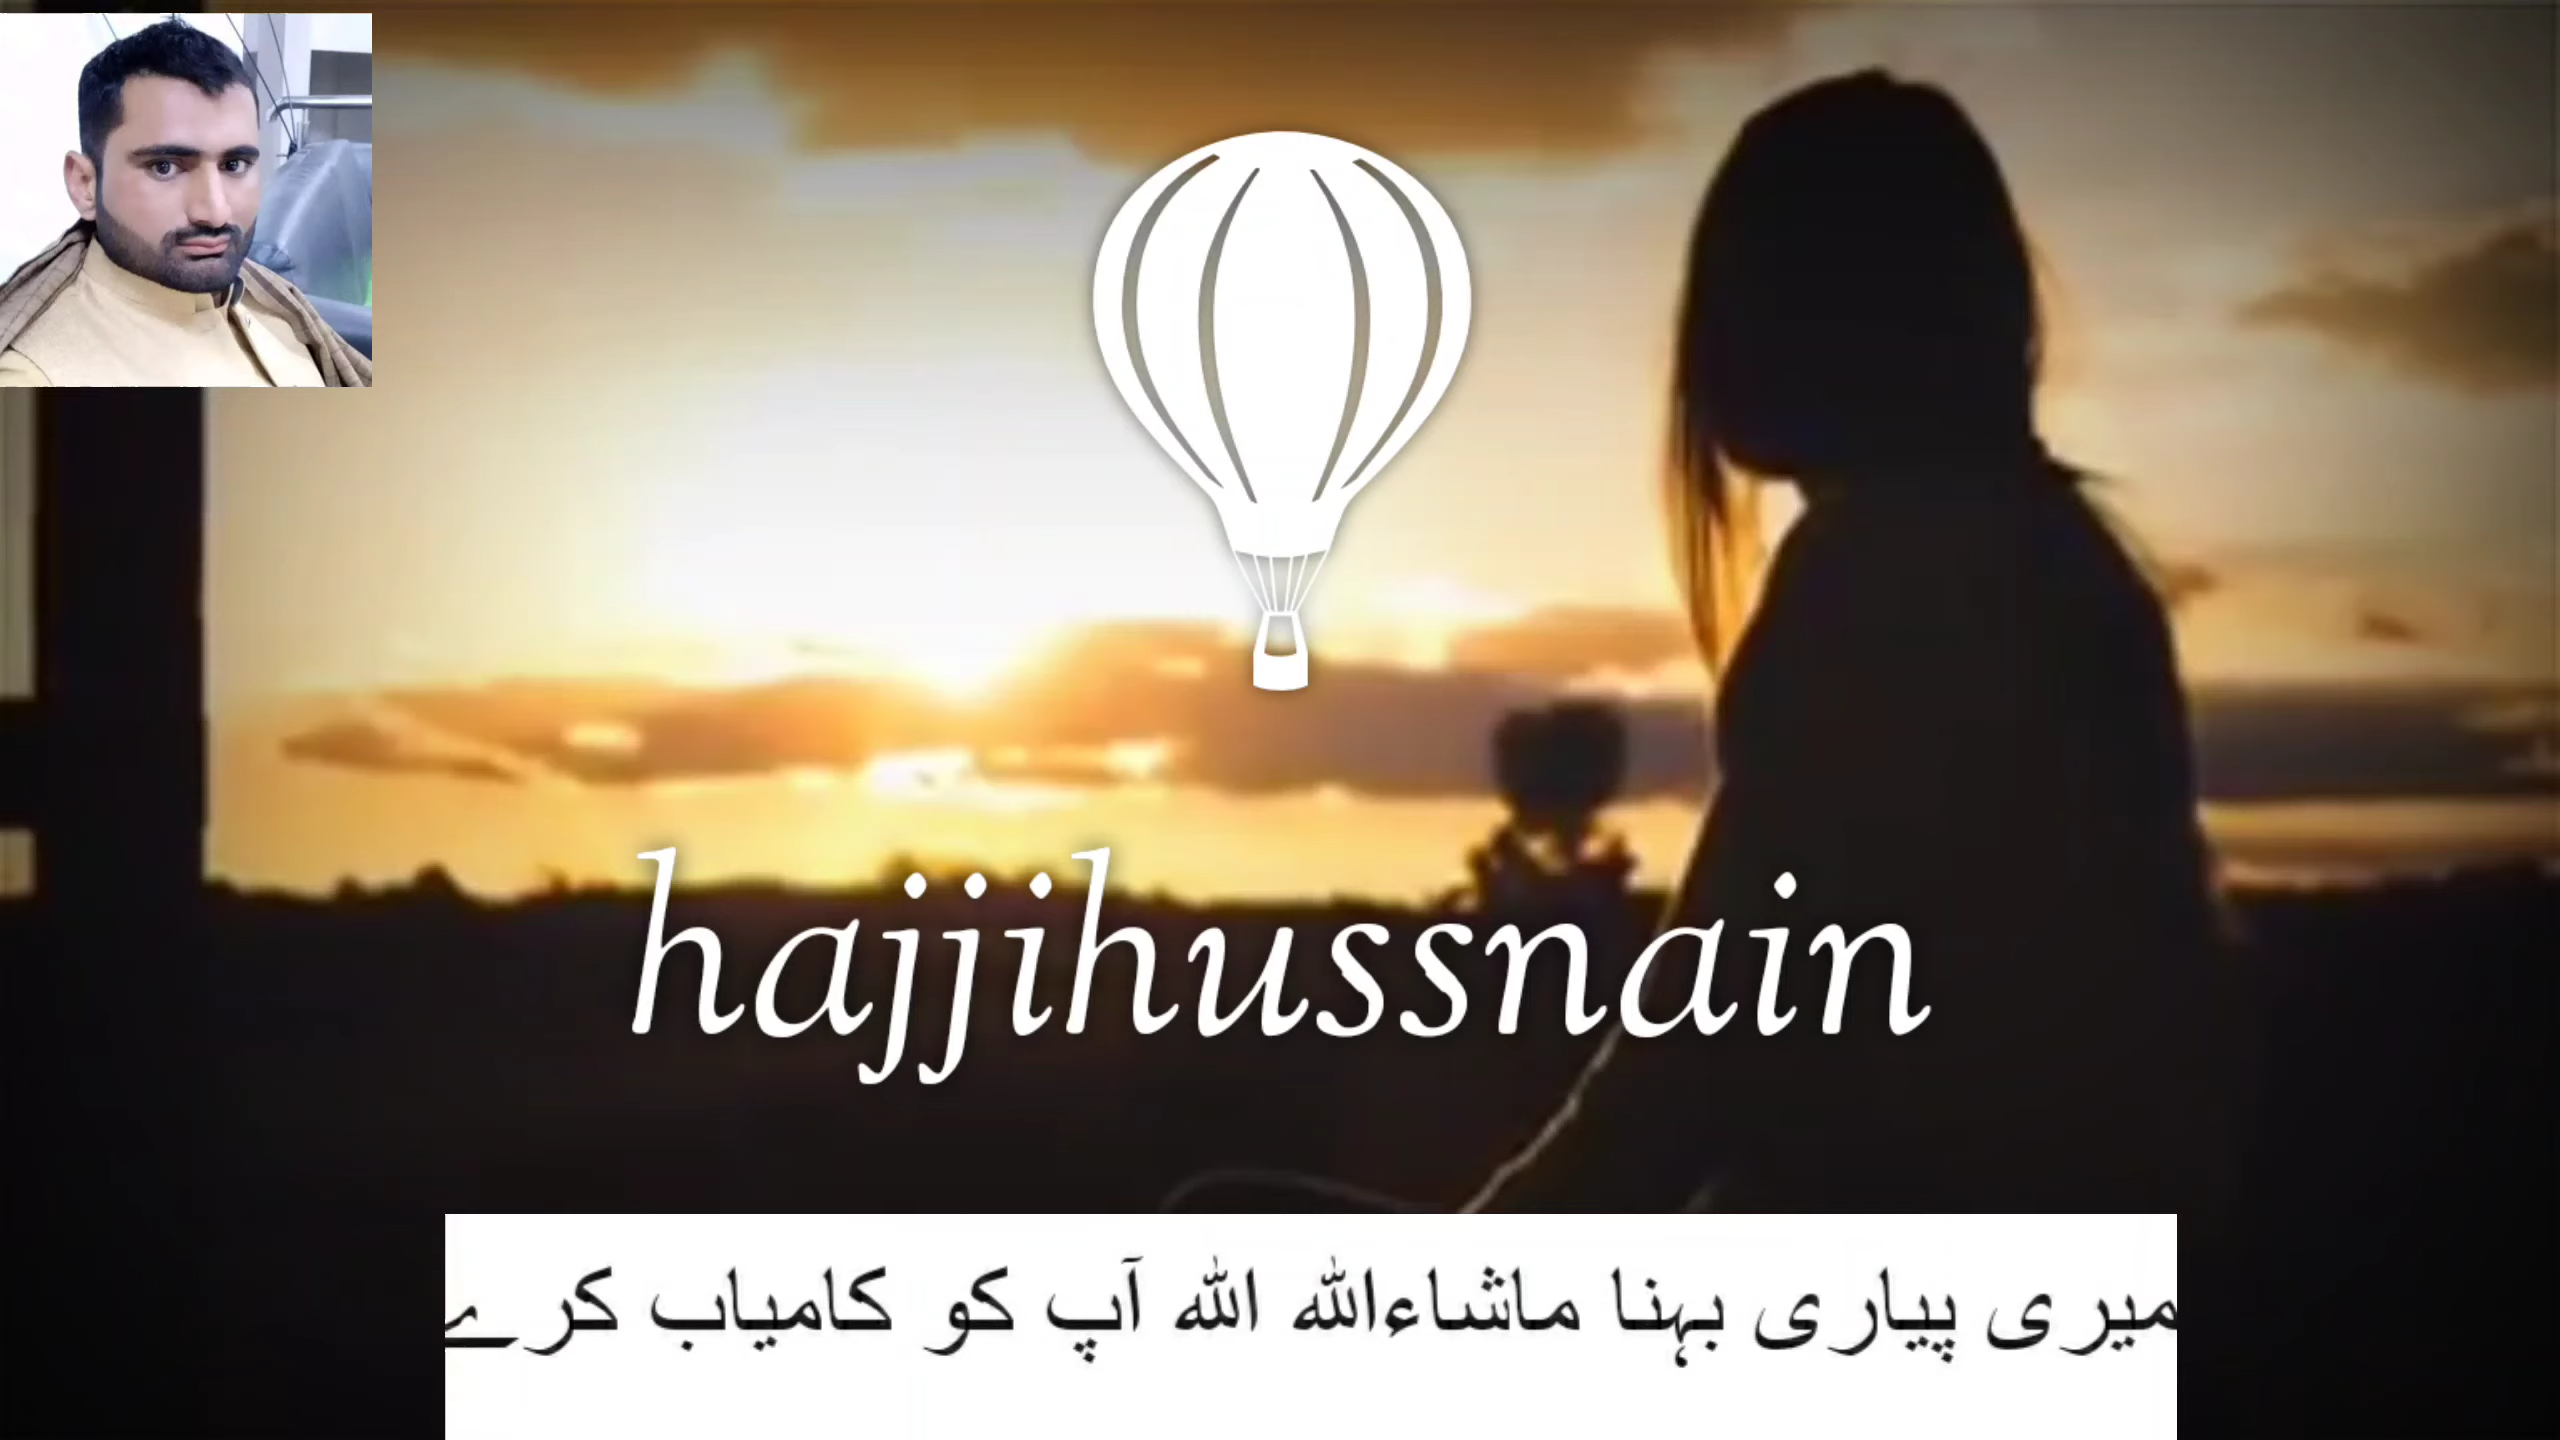 hajjihussnain
میری پیاری بہنا ماشاءاللہ اللہ آپ کو کامیاب کرے